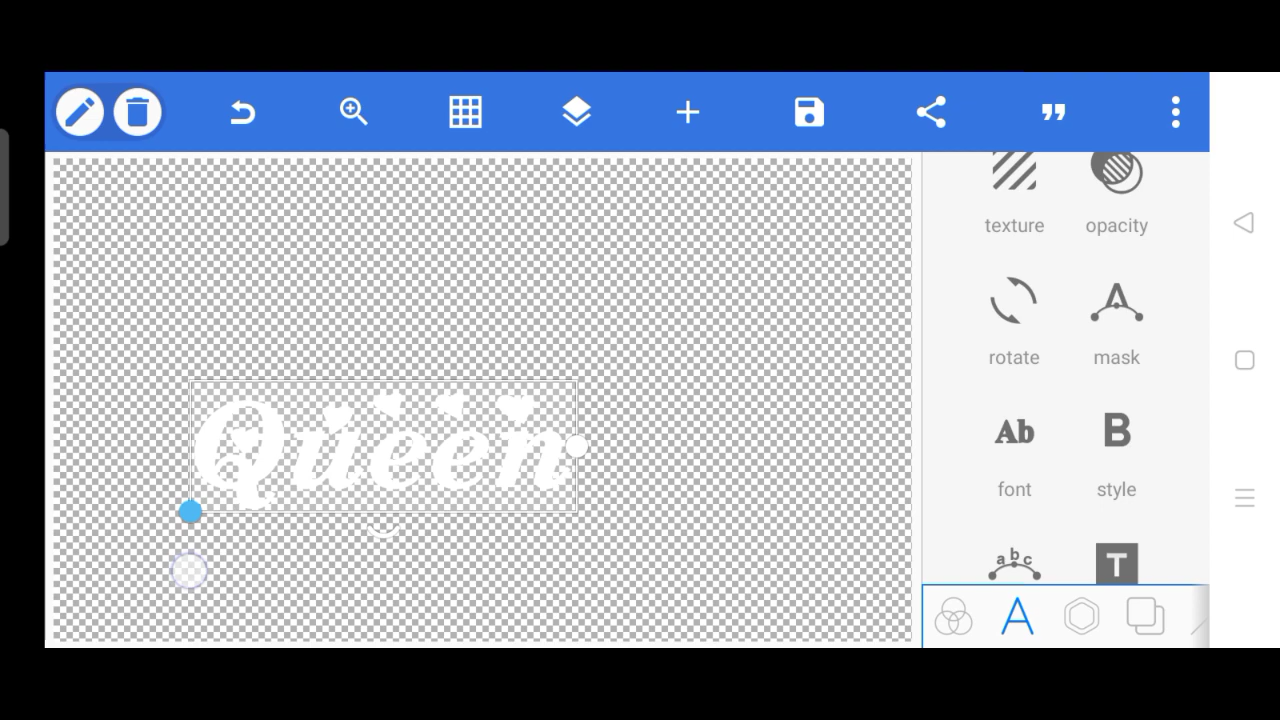 texture opacity
rotate mask
Ab B
font style
abc T
Queen
A